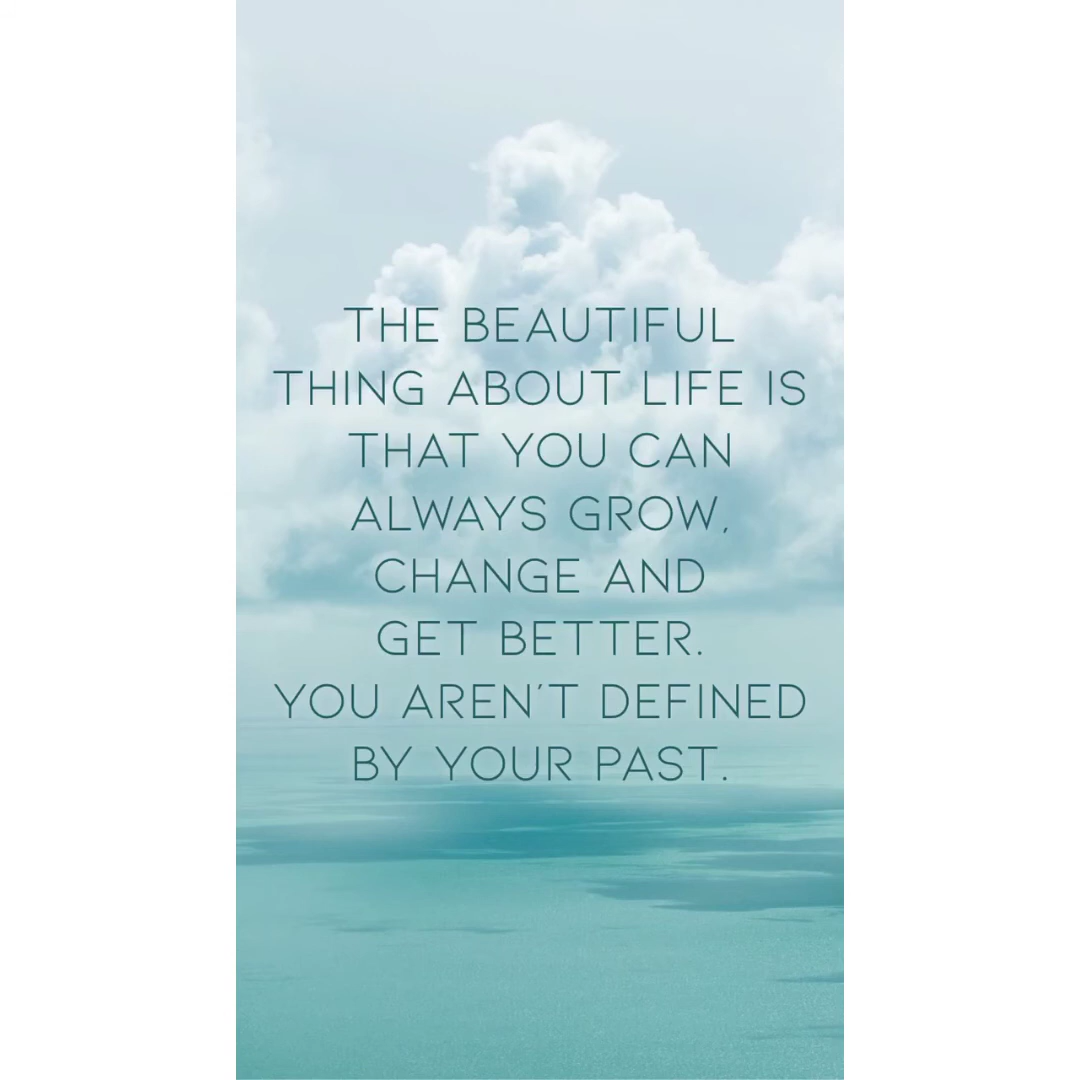 THE BEAUTIFUL
THING ABOUT LIFE IS
THAT YOU CAN
ALWAYS GROW,
CHANGE AND
GET BETTER.
YOU AREN'T DEFINED
BY YOUR PAST.